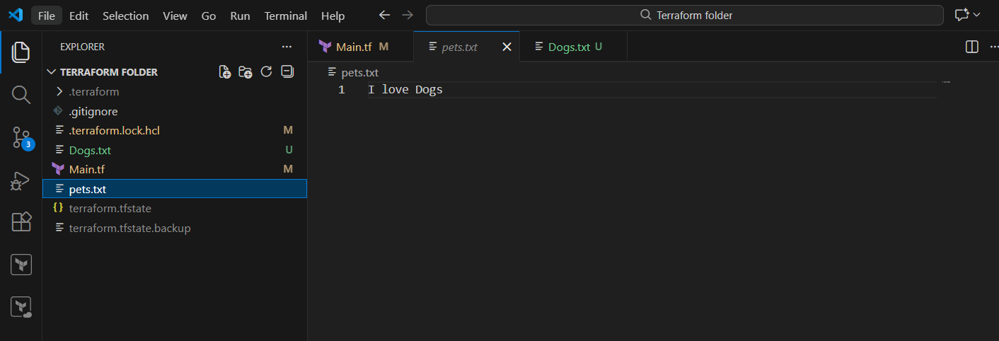 File Edit Selection View Go Run Terminal Help Terraform folder
EXPLORER
Main.tf M pets.txt Dogs.txt U
TERRAFORM FOLDER
.terraform
.gitignore
.terraform.lock.hcl M
Dogs.txt U
Main.tf M
pets.txt
terraform.tfstate
terraform.tfstate.backup
3
pets.txt
1 I love Dogs